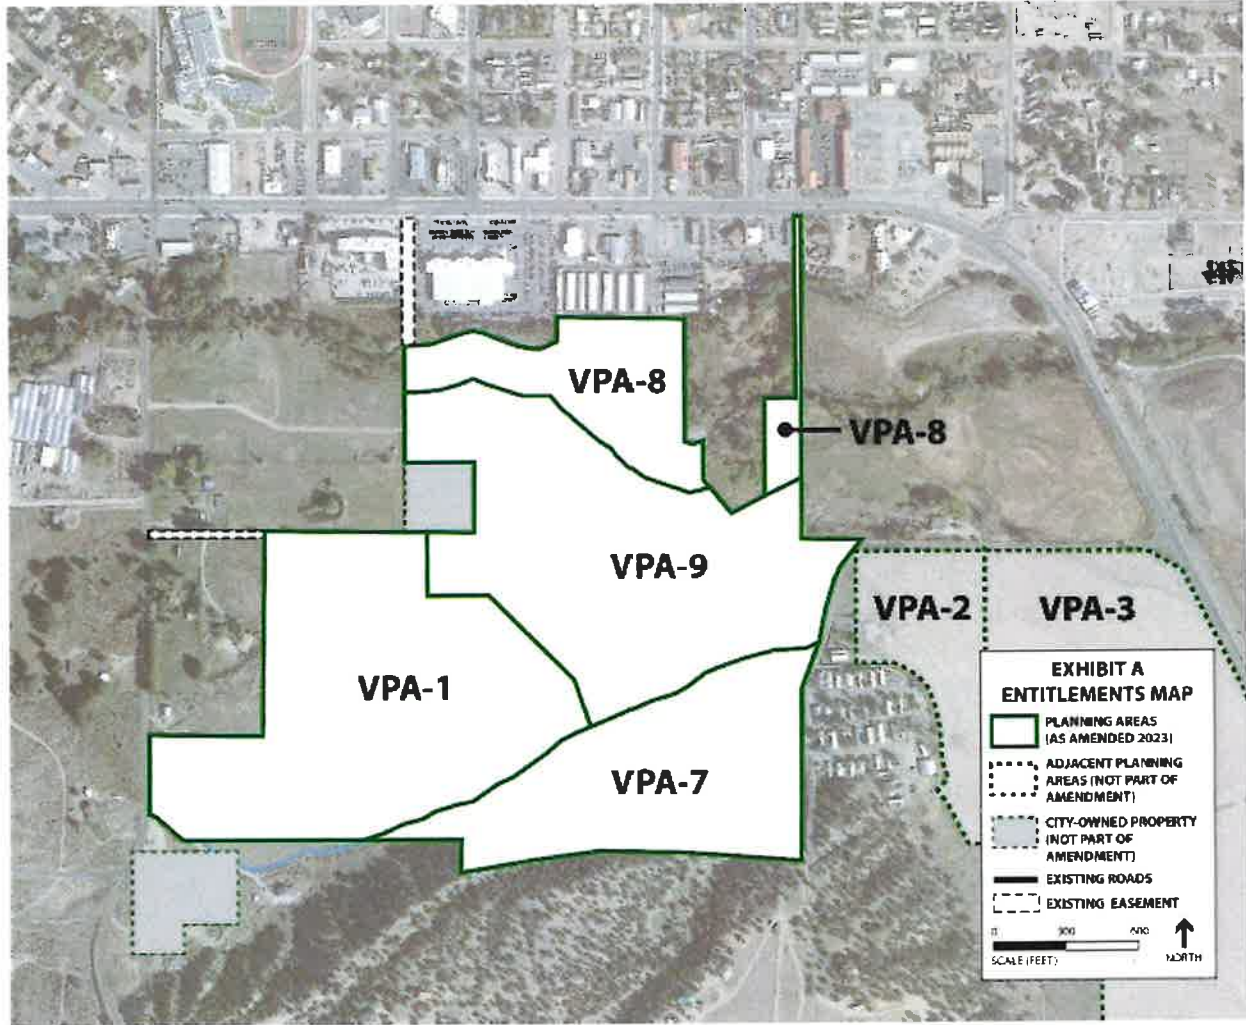 VPA-8
VPA-8
VPA-9
VPA-2
VPA-3
VPA-1
VPA-7
EXHIBIT A
ENTITLEMENTS MAP
PLANNING AREAS
(AS AMENDED 2023)
ADJACENT PLANNING
AREAS (NOT PART OF
AMENDMENT)
CITY-OWNED PROPERTY
(NOT PART OF
AMENDMENT)
EXISTING ROADS
EXISTING EASEMENT
0 300 600
SCALE (FEET)
NORTH